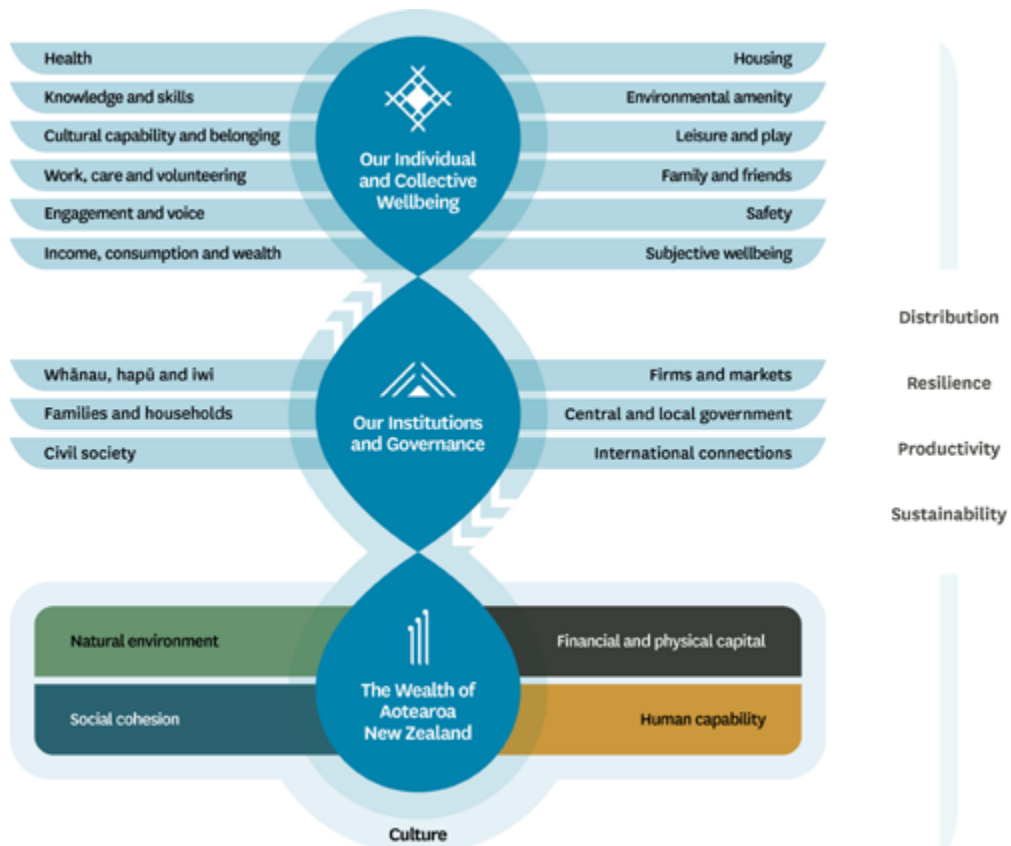 Health
Housing
Knowledge and skills
Environmental amenity
Cultural capability and belonging
Leisure and play
Work, care and volunteering
Family and friends
Engagement and voice
Safety
Income, consumption and wealth
Subjective wellbeing
Our Individual
and Collective
Wellbeing
Whānau, hapū and iwi
Firms and markets
Families and households
Central and local government
Civil society
International connections
Our Institutions
and Governance
Natural environment
Financial and physical capital
Social cohesion
Human capability
The Wealth of
Aotearoa
New Zealand
Culture
Distribution
Resilience
Productivity
Sustainability